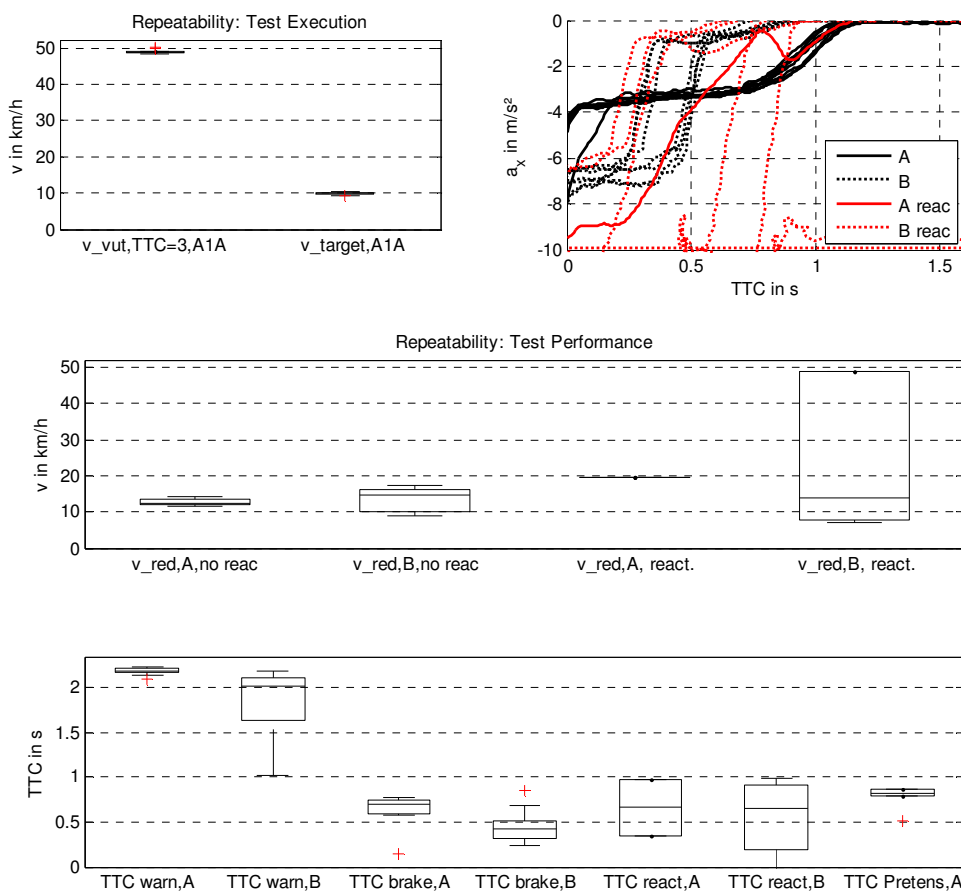 Repeatability: Test Execution
v in km/h
50
40
30
20
10
0
v_vut,TTC=3,A1A
v_target,A1A
a_x in m/s²
0
-2
-4
-6
-8
-10
0
0.5
1
1.5
TTC in s
A
B
A reac
B reac
Repeatability: Test Performance
v in km/h
50
40
30
20
10
0
v_red,A,no reac
v_red,B,no reac
v_red,A, react.
v_red,B, react.
TTC in s
2
1.5
1
0.5
0
TTC warn,A
TTC warn,B
TTC brake,A
TTC brake,B
TTC react,A
TTC react,B
TTC Pretens,A